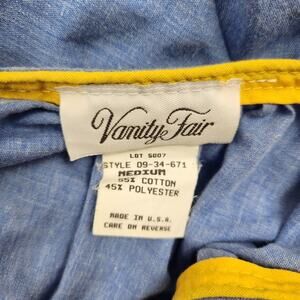 Vanity Fair
LOT 5007
STYLE 09-34-671
MEDIUM
55% COTTON
45% POLYESTER
MADE IN U.S.A.
CARE ON REVERSE